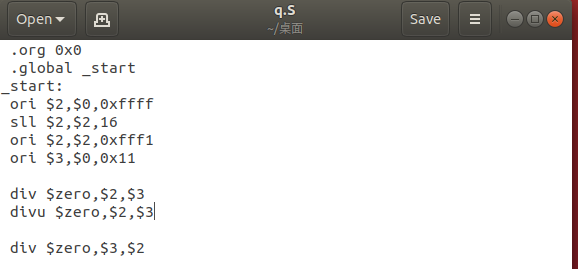 Open
q.S
~/桌面
Save
.org 0x0
.global _start
_start:
ori $2,$0,0xffff
sll $2,$2,16
ori $2,$2,0xfff1
ori $3,$0,0x11
div $zero,$2,$3
divu $zero,$2,$3
div $zero,$3,$2